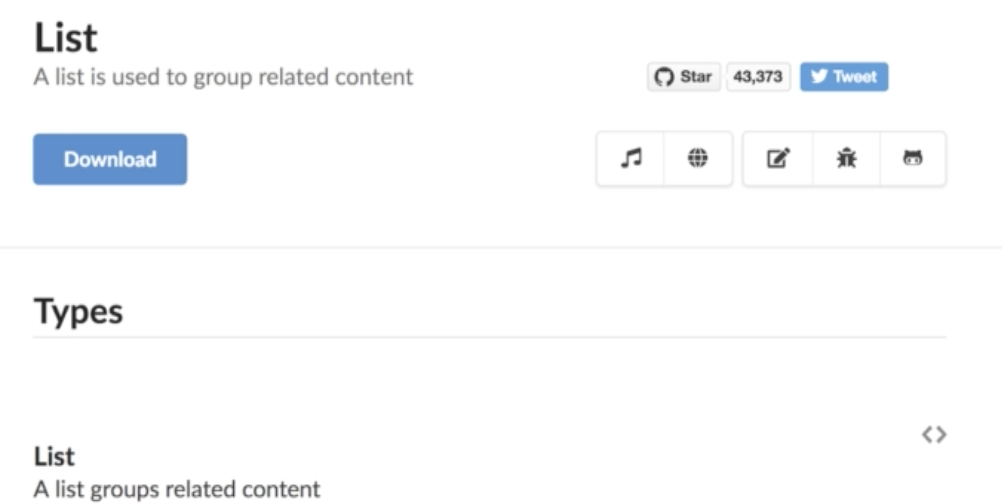 List
A list is used to group related content
Star 43,373 Tweet
Download
Types
List
A list groups related content